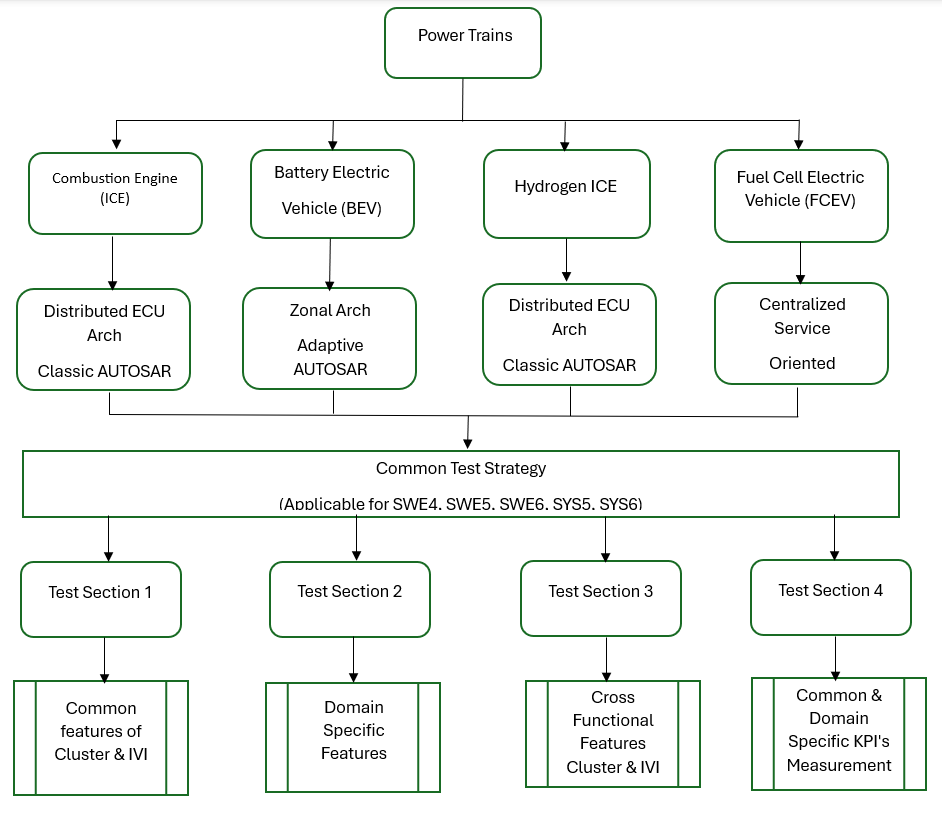 Power Trains
Combustion Engine
(ICE)
Battery Electric
Vehicle (BEV)
Hydrogen ICE
Fuel Cell Electric
Vehicle (FCEV)
Distributed ECU
Arch
Classic AUTOSAR
Zonal Arch
Adaptive
AUTOSAR
Distributed ECU
Arch
Classic AUTOSAR
Centralized
Service
Oriented
Common Test Strategy
(Applicable for SWE4, SWE5, SWE6, SYS5, SYS6)
Test Section 1
Test Section 2
Test Section 3
Test Section 4
Common
features of
Cluster & IVI
Domain
Specific
Features
Cross
Functional
Features
Cluster & IVI
Common &
Domain
Specific KPI's
Measurement